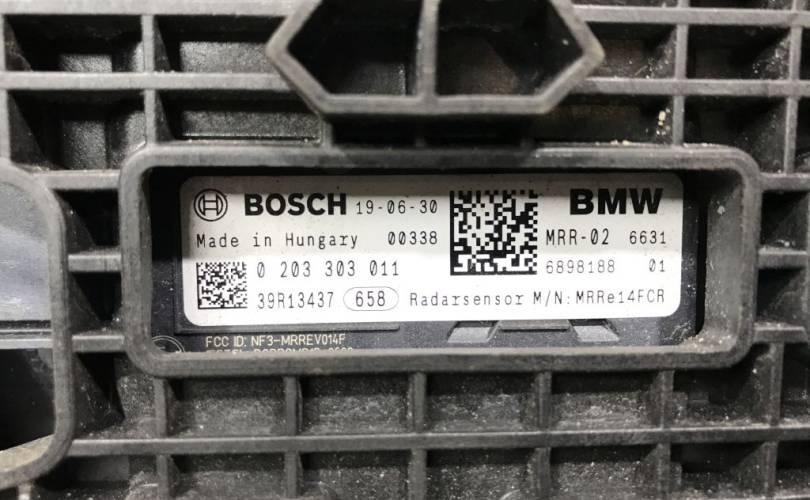 BOSCH 19-06-30 BMW
Made in Hungary 00338 MRR-02 6631
0 203 303 011 6898188 01
39R13437 658 Radarsensor M/N:MRRe14FCR
FCC ID: NF3-MRREV014F